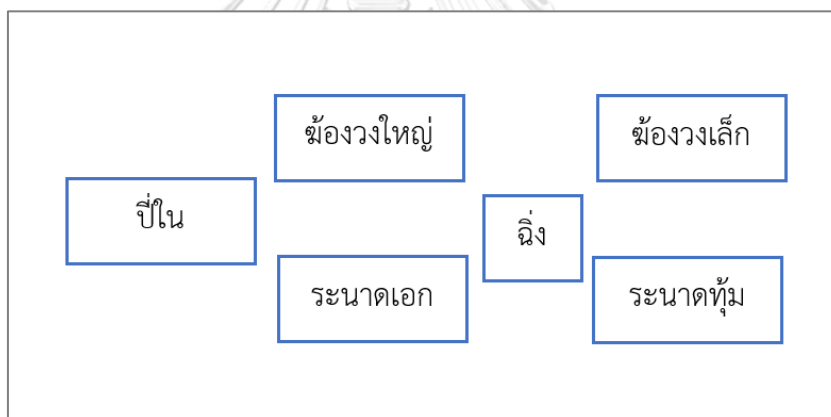 ฆ้องวงใหญ่
ฆ้องวงเล็ก
ปี่ใน
ฉิ่ง
ระนาดเอก
ระนาดทุ้ม